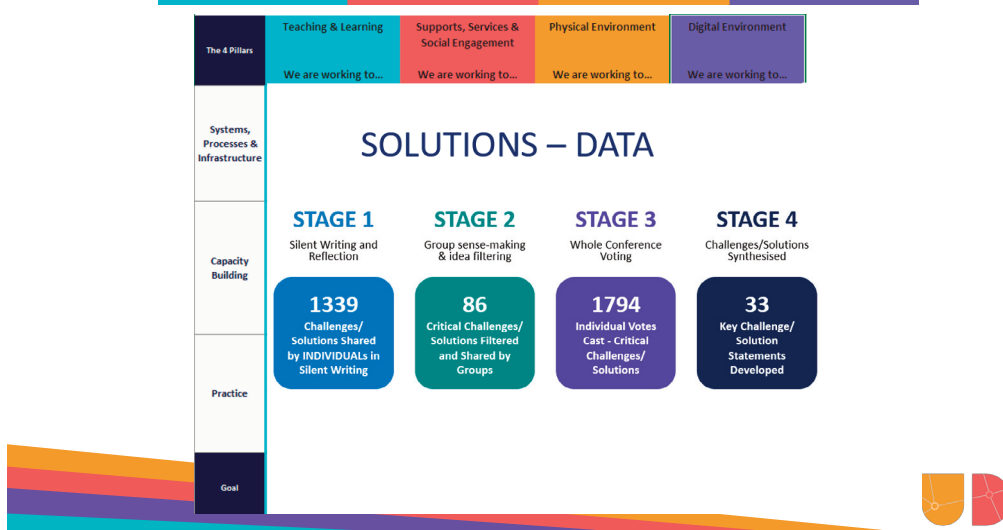 The 4 Pillars
Teaching & Learning
We are working to...
Supports, Services &
Social Engagement
We are working to...
Physical Environment
We are working to...
Digital Environment
We are working to...
Systems,
Processes &
Infrastructure
Capacity
Building
Practice
Goal
SOLUTIONS – DATA
STAGE 1
Silent Writing and
Reflection
1339
Challenges/
Solutions Shared
by INDIVIDUALs in
Silent Writing
STAGE 2
Group sense-making
& idea filtering
86
Critical Challenges/
Solutions Filtered
and Shared by
Groups
STAGE 3
Whole Conference
Voting
1794
Individual Votes
Cast - Critical
Challenges/
Solutions
STAGE 4
Challenges/Solutions
Synthesised
33
Key Challenge/
Solution
Statements
Developed